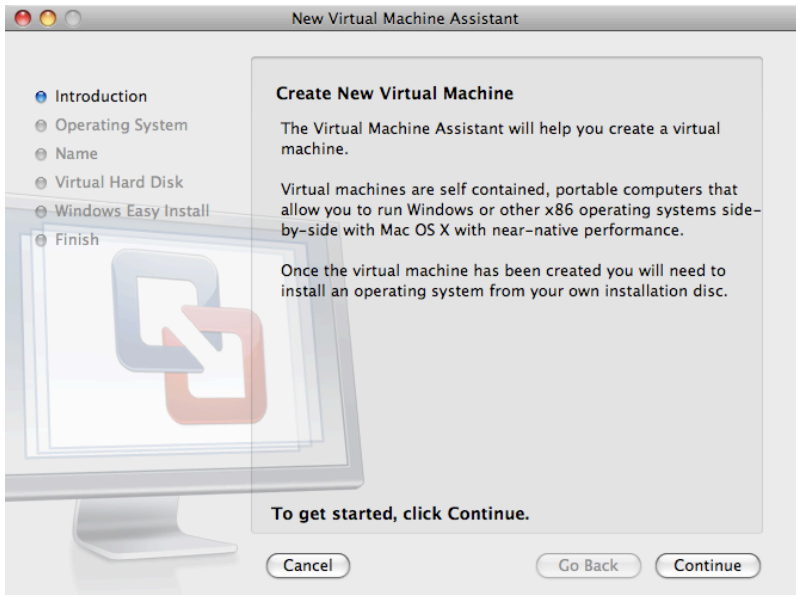 New Virtual Machine Assistant
Introduction
Operating System
Name
Virtual Hard Disk
Windows Easy Install
Finish
Create New Virtual Machine
The Virtual Machine Assistant will help you create a virtual
machine.
Virtual machines are self contained, portable computers that
allow you to run Windows or other x86 operating systems side-
by-side with Mac OS X with near-native performance.
Once the virtual machine has been created you will need to
install an operating system from your own installation disc.
To get started, click Continue.
Cancel
Go Back
Continue